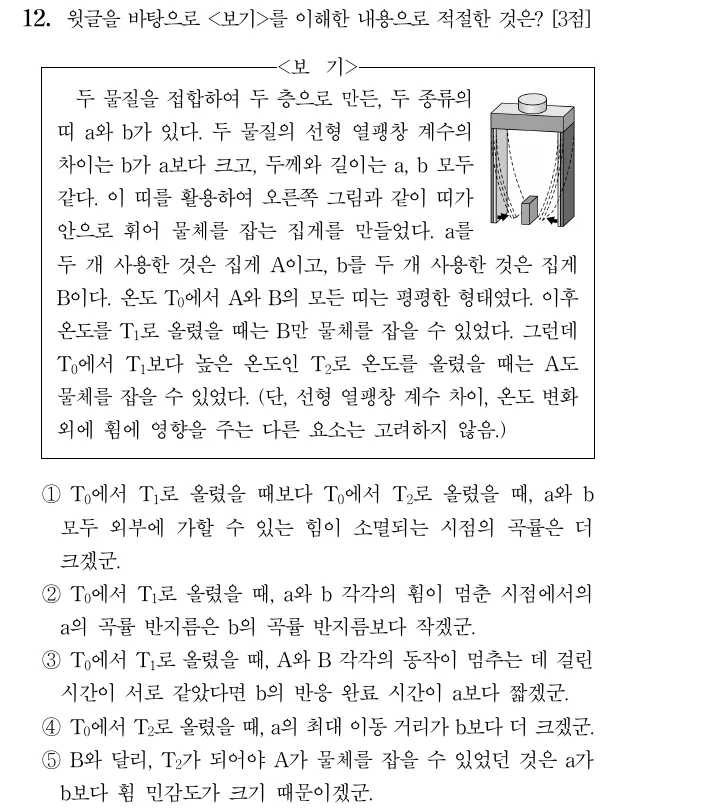 12. 윗글을 바탕으로 <보기>를 이해한 내용으로 적절한 것은? [3점]
<보 기>
두 물질을 접합하여 두 층으로 만든, 두 종류의
띠 a와 b가 있다. 두 물질의 선형 열팽창 계수의
차이는 b가 a보다 크고, 두께와 길이는 a, b 모두
같다. 이 띠를 활용하여 오른쪽 그림과 같이 띠가
안으로 휘어 물체를 잡는 집게를 만들었다. a를
두 개 사용한 것은 집게 A이고, b를 두 개 사용한 것은 집게
B이다. 온도 T₀에서 A와 B의 모든 띠는 평평한 형태였다. 이후
온도를 T₁로 올렸을 때는 B만 물체를 잡을 수 있었다. 그런데
T₀에서 T₁보다 높은 온도인 T₂로 온도를 올렸을 때는 A도
물체를 잡을 수 있었다. (단, 선형 열팽창 계수 차이, 온도 변화
외에 휨에 영향을 주는 다른 요소는 고려하지 않음.)
① T₀에서 T₁로 올렸을 때보다 T₀에서 T₂로 올렸을 때, a와 b
모두 외부에 가할 수 있는 힘이 소멸되는 시점의 곡률은 더
크겠군.
② T₀에서 T₁로 올렸을 때, a와 b 각각의 휨이 멈춘 시점에서의
a의 곡률 반지름은 b의 곡률 반지름보다 작겠군.
③ T₀에서 T₁로 올렸을 때, A와 B 각각의 동작이 멈추는 데 걸린
시간이 서로 같았다면 b의 반응 완료 시간이 a보다 짧겠군.
④ T₀에서 T₂로 올렸을 때, a의 최대 이동 거리가 b보다 더 크겠군.
⑤ B와 달리, T₂가 되어야 A가 물체를 잡을 수 있었던 것은 a가
b보다 휨 민감도가 크기 때문이겠군.